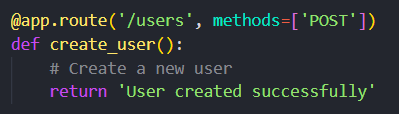 @app.route('/users', methods=['POST'])
def create_user():
    # Create a new user
    return 'User created successfully'